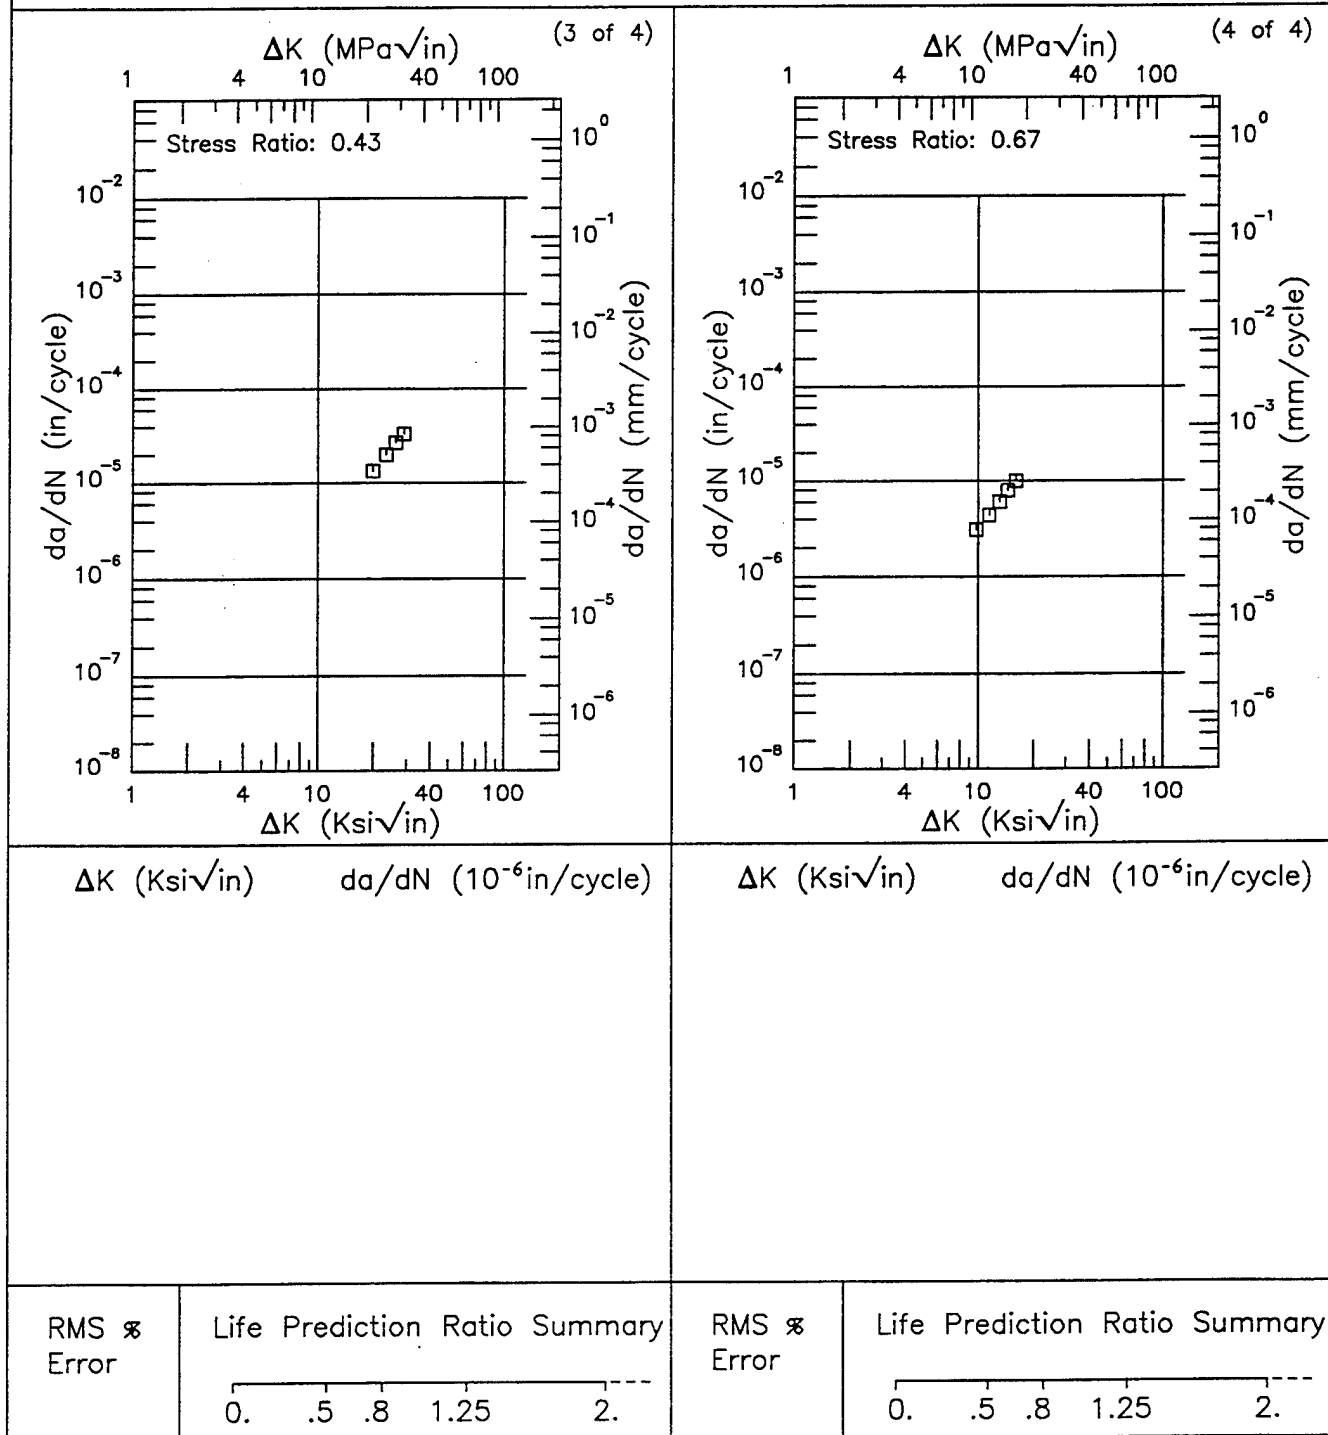 (3 of 4)
ΔK (MPa√in)
1 4 10 40 100
Stress Ratio: 0.43
10⁻²
10⁻³
10⁻⁴
10⁻⁵
10⁻⁶
10⁻⁷
10⁻⁸
da/dN (in/cycle)
10⁰
10⁻¹
10⁻²
10⁻³
10⁻⁴
10⁻⁵
10⁻⁶
da/dN (mm/cycle)
1 4 10 40 100
ΔK (Ksi√in)
(4 of 4)
ΔK (MPa√in)
1 4 10 40 100
Stress Ratio: 0.67
10⁻²
10⁻³
10⁻⁴
10⁻⁵
10⁻⁶
10⁻⁷
10⁻⁸
da/dN (in/cycle)
10⁰
10⁻¹
10⁻²
10⁻³
10⁻⁴
10⁻⁵
10⁻⁶
da/dN (mm/cycle)
1 4 10 40 100
ΔK (Ksi√in)
ΔK (Ksi√in) da/dN (10⁻⁶in/cycle)
ΔK (Ksi√in) da/dN (10⁻⁶in/cycle)
RMS %
Error
Life Prediction Ratio Summary
0. .5 .8 1.25 2.
RMS %
Error
Life Prediction Ratio Summary
0. .5 .8 1.25 2.